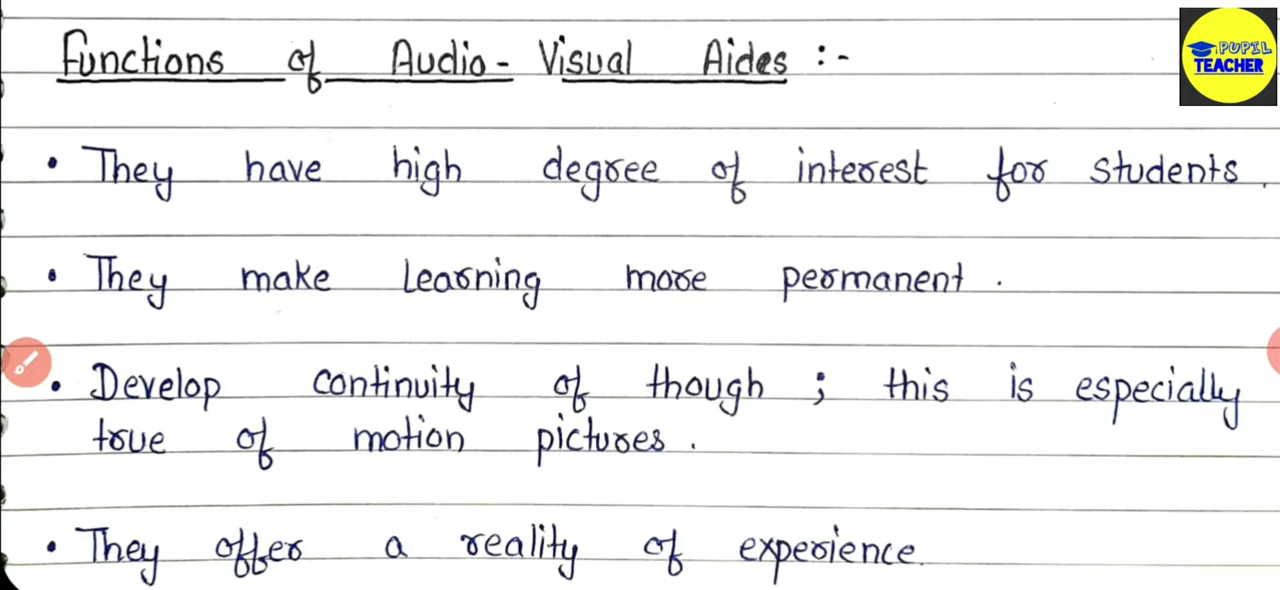 Functions of Audio-Visual Aides :-
PUPIL
TEACHER
• They have high degree of interest for students.
• They make learning more permanent.
• Develop continuity of though ; this is especially
true of motion pictures.
• They offer a reality of experience.